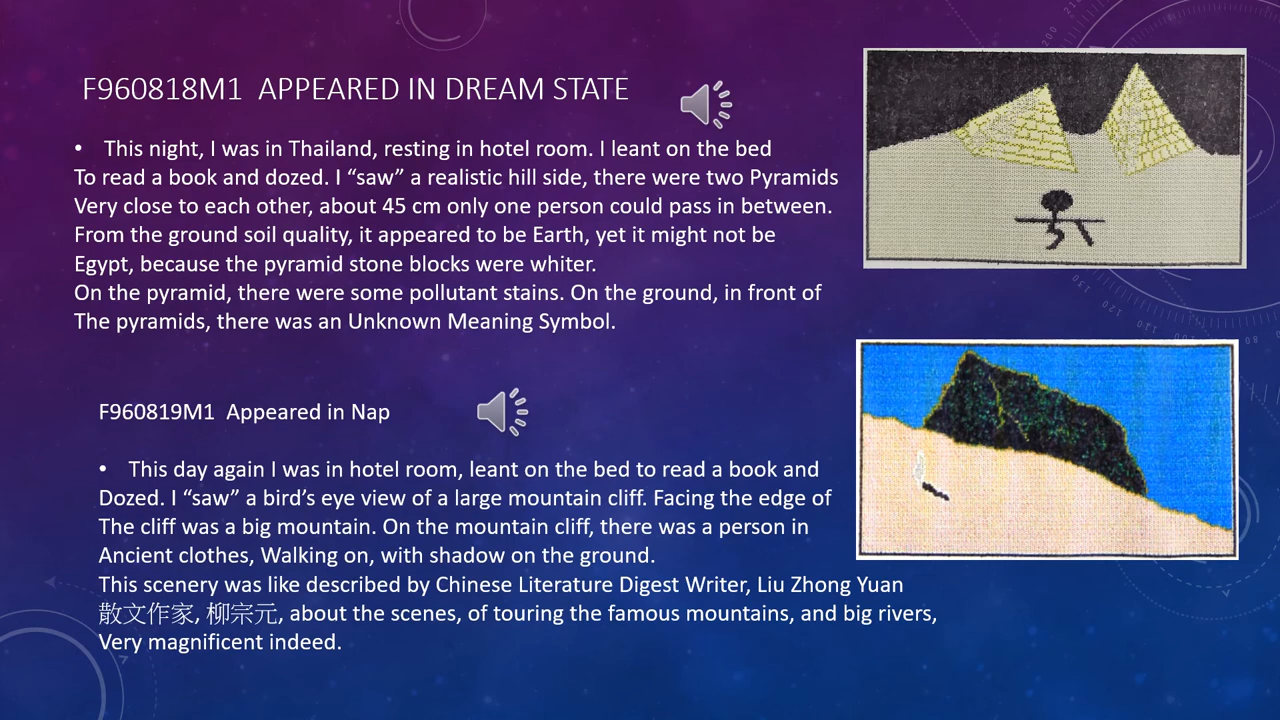 F960818M1 APPEARED IN DREAM STATE
• This night, I was in Thailand, resting in hotel room. I leant on the bed
To read a book and dozed. I “saw” a realistic hill side, there were two Pyramids
Very close to each other, about 45 cm only one person could pass in between.
From the ground soil quality, it appeared to be Earth, yet it might not be
Egypt, because the pyramid stone blocks were whiter.
On the pyramid, there were some pollutant stains. On the ground, in front of
The pyramids, there was an Unknown Meaning Symbol.
F960819M1 Appeared in Nap
• This day again I was in hotel room, leant on the bed to read a book and
Dozed. I “saw” a bird’s eye view of a large mountain cliff. Facing the edge of
The cliff was a big mountain. On the mountain cliff, there was a person in
Ancient clothes, Walking on, with shadow on the ground.
This scenery was like described by Chinese Literature Digest Writer, Liu Zhong Yuan
散文作家, 柳宗元, about the scenes, of touring the famous mountains, and big rivers,
Very magnificent indeed.